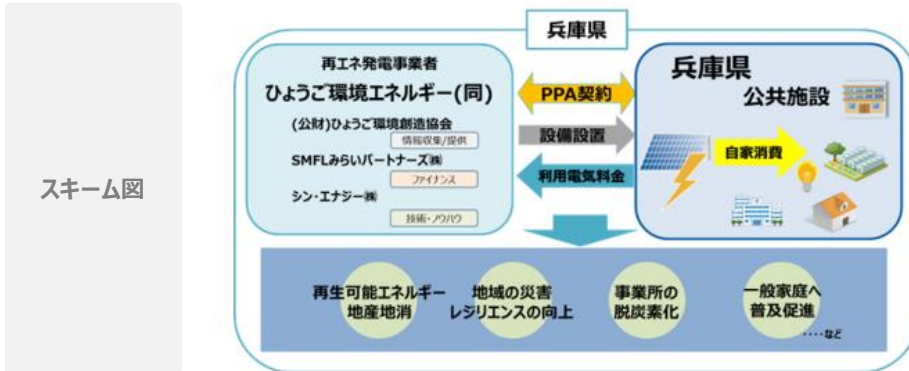 スキーム図
兵庫県
再エネ発電事業者
ひょうご環境エネルギー(同)
(公財)ひょうご環境創造協会
情報収集/提供
SMFLみらいパートナーズ㈱
ファイナンス
シン・エナジー㈱
技術・ノウハウ
PPA契約
設備設置
利用電気料金
兵庫県
公共施設
自家消費
再生可能エネルギー
地産地消
地域の災害
レジリエンスの向上
事業所の
脱炭素化
一般家庭へ
普及促進
････など